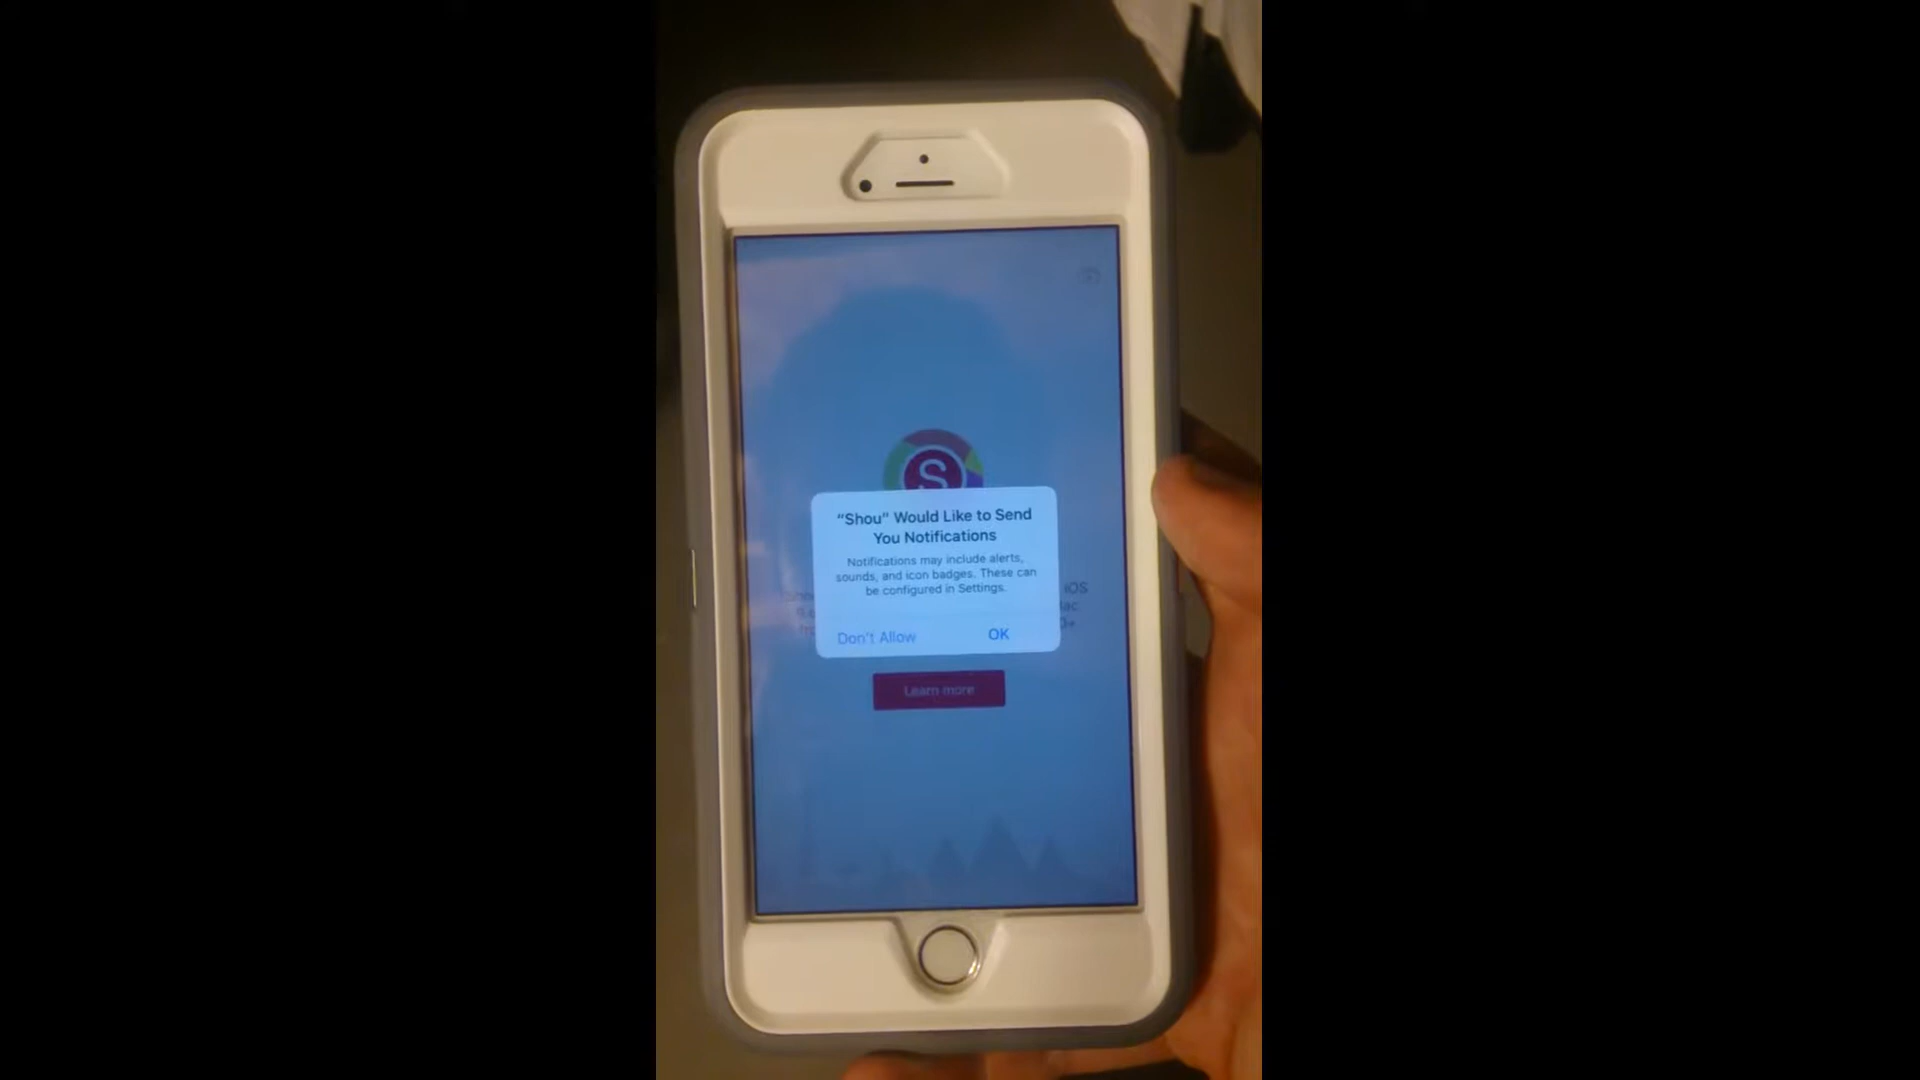 S
“Shou” Would Like to Send
You Notifications
Notifications may include alerts,
sounds, and icon badges. These can
be configured in Settings.
iOS
Don't Allow
OK
Learn more